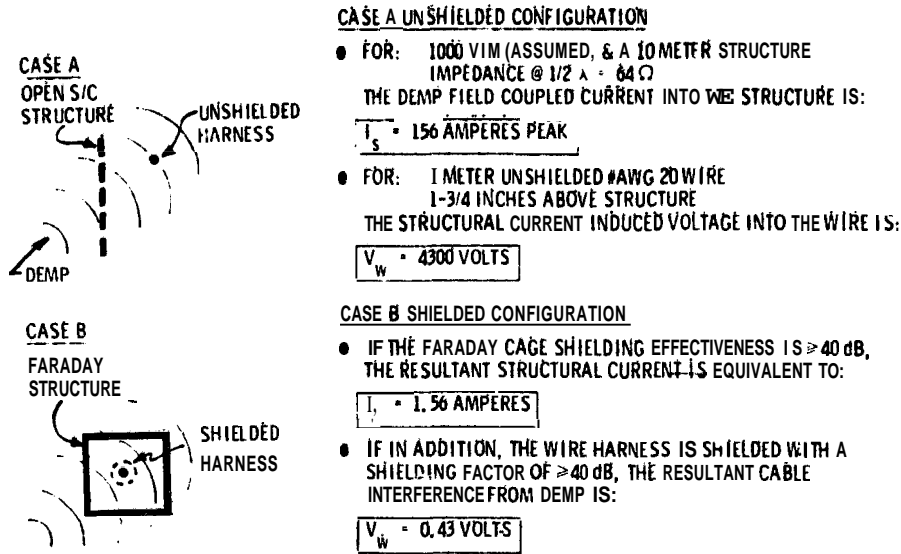 CASE A UNSHIELDED CONFIGURATION
● FOR: 1000 VIM (ASSUMED, & A 10 METER STRUCTURE
IMPEDANCE @ 1/2 λ = 64 Ω
THE DEMP FIELD COUPLED CURRENT INTO WE STRUCTURE IS:
I_S = 156 AMPERES PEAK
● FOR: I METER UNSHIELDED #AWG 20 WIRE
1-3/4 INCHES ABOVE STRUCTURE
THE STRUCTURAL CURRENT INDUCED VOLTAGE INTO THE WIRE IS:
V_W = 4300 VOLTS
CASE A
OPEN S/C
STRUCTURE
UNSHIELDED
HARNESS
DEMP
CASE B SHIELDED CONFIGURATION
● IF THE FARADAY CAGE SHIELDING EFFECTIVENESS IS ≥ 40 dB,
THE RESULTANT STRUCTURAL CURRENT IS EQUIVALENT TO:
I, = 1.56 AMPERES
● IF IN ADDITION, THE WIRE HARNESS IS SHIELDED WITH A
SHIELDING FACTOR OF ≥ 40 dB, THE RESULTANT CABLE
INTERFERENCE FROM DEMP IS:
V_W = 0.43 VOLTS
CASE B
FARADAY
STRUCTURE
SHIELDED
HARNESS